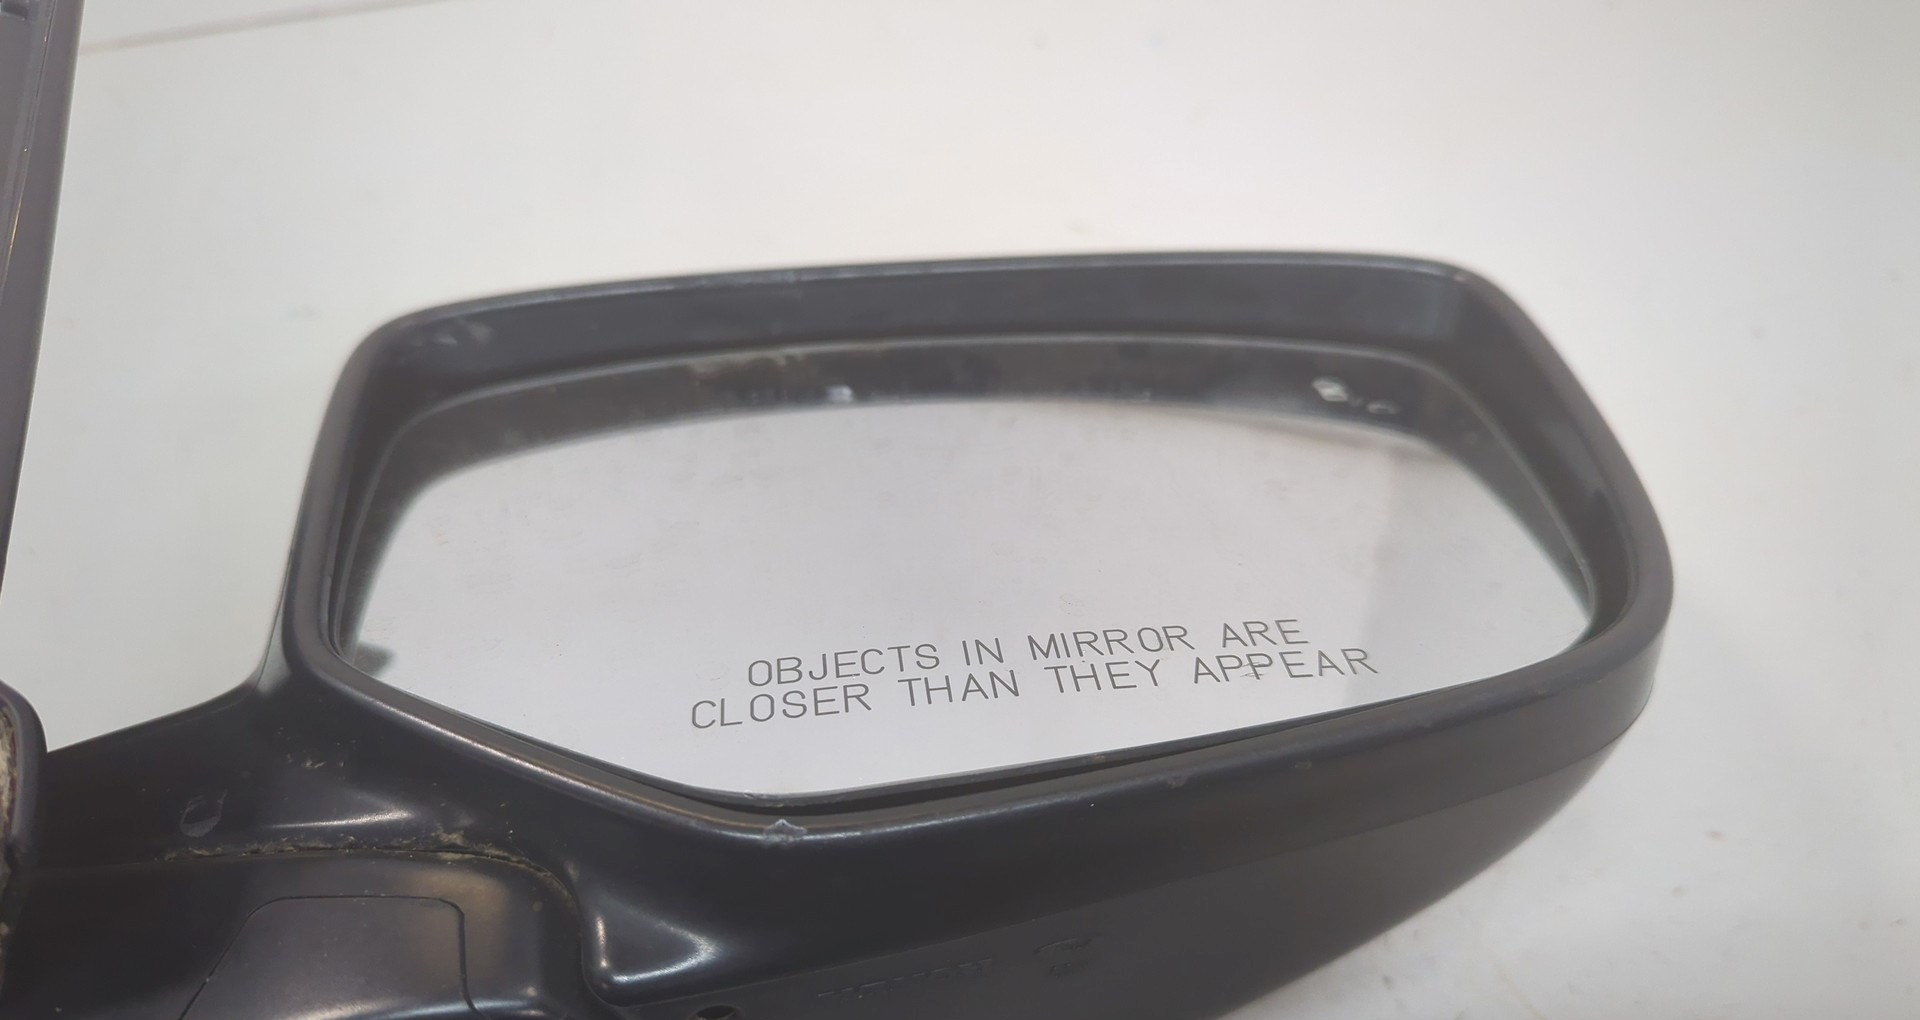 OBJECTS IN MIRROR ARE
CLOSER THAN THEY APPEAR